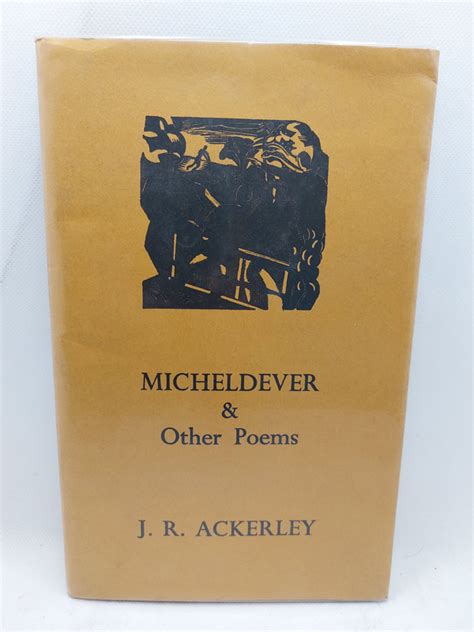 MICHELDEVER
&
Other Poems
J. R. ACKERLEY